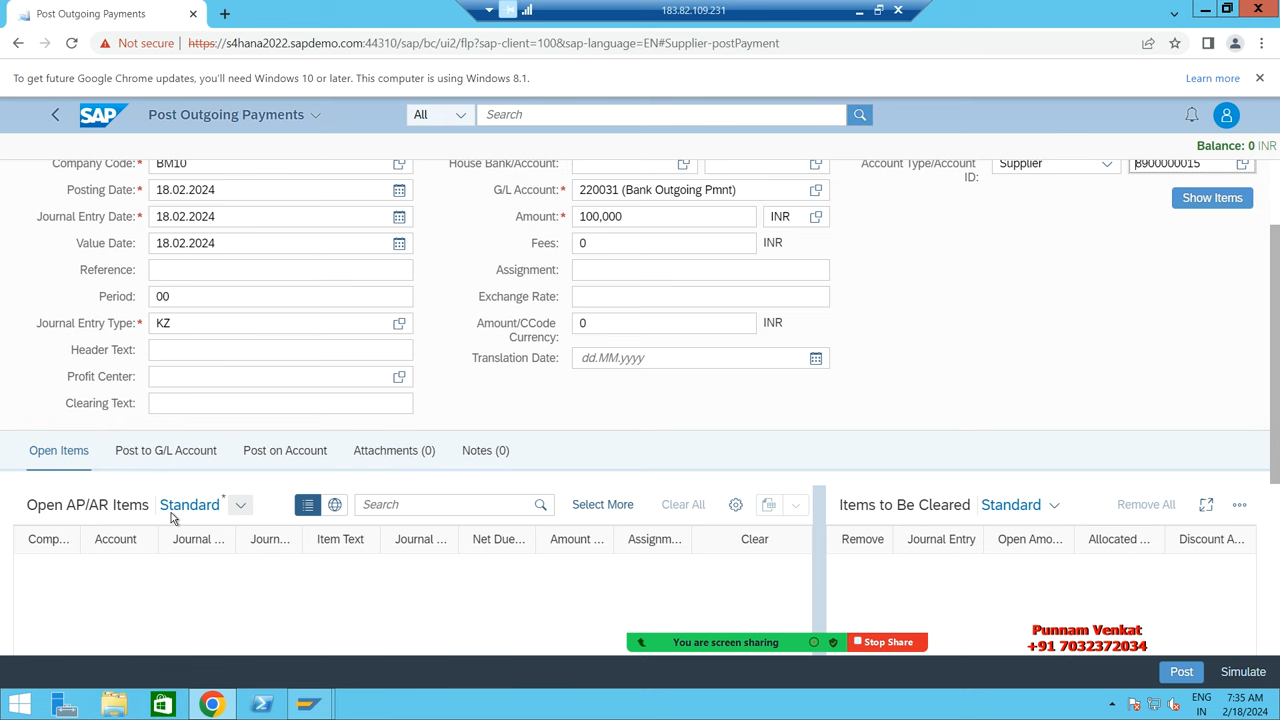 Post Outgoing Payments
183.82.109.231
Not secure https://s4hana2022.sapdemo.com:44310/sap/bc/ui2/flp?sap-client=100&sap-language=EN#Supplier-postPayment
To get future Google Chrome updates, you'll need Windows 10 or later. This computer is using Windows 8.1. Learn more
SAP Post Outgoing Payments All Search
Balance: 0 INR
Company Code:* BM10 House Bank/Account: Account Type/Account ID: Supplier 8900000015
Posting Date:* 18.02.2024 G/L Account:* 220031 (Bank Outgoing Pmnt) Show Items
Journal Entry Date:* 18.02.2024 Amount:* 100,000 INR
Value Date: 18.02.2024 Fees: 0 INR
Reference: Assignment:
Period: 00 Exchange Rate:
Journal Entry Type:* KZ Amount/CCode Currency: 0 INR
Header Text: Translation Date: dd.MM.yyyy
Profit Center:
Clearing Text:
Open Items Post to G/L Account Post on Account Attachments (0) Notes (0)
Open AP/AR Items Standard * Search Select More Clear All Items to Be Cleared Standard Remove All
Comp... Account Journal ... Journ... Item Text Journal ... Net Due... Amount ... Assignm... Clear Remove Journal Entry Open Amo... Allocated ... Discount A...
You are screen sharing Stop Share
Punnam Venkat
+91 7032372034
Post Simulate
ENG 7:35 AM
IN 2/18/2024